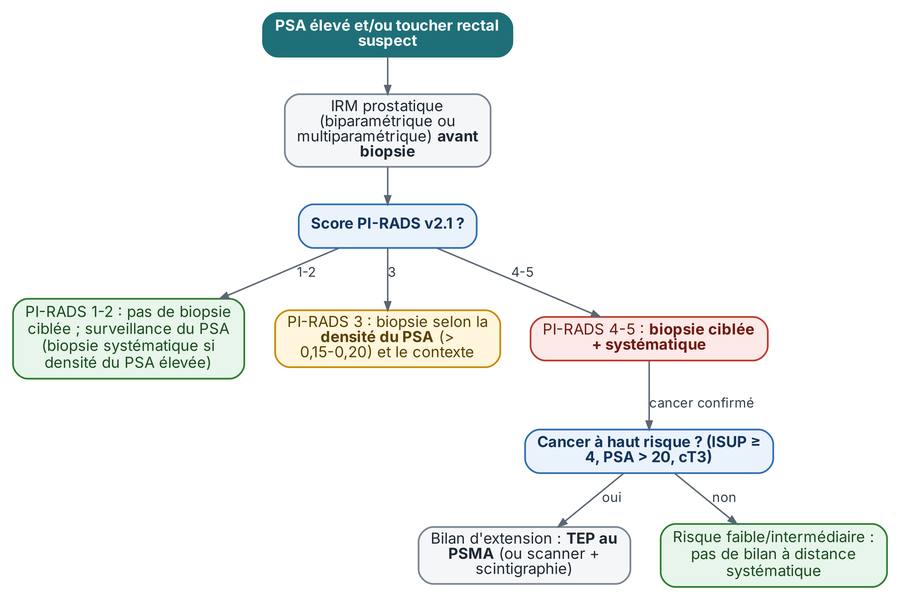 PSA élevé et/ou toucher rectal
suspect
IRM prostatique
(biparamétrique ou
multiparamétrique) avant
biopsie
Score PI-RADS v2.1 ?
1-2
3
4-5
PI-RADS 1-2 : pas de biopsie
ciblée ; surveillance du PSA
(biopsie systématique si
densité du PSA élevée)
PI-RADS 3 : biopsie selon la
densité du PSA (>
0,15-0,20) et le contexte
PI-RADS 4-5 : biopsie ciblée
+ systématique
cancer confirmé
Cancer à haut risque ? (ISUP ≥
4, PSA > 20, cT3)
oui
non
Bilan d'extension : TEP au
PSMA (ou scanner +
scintigraphie)
Risque faible/intermédiaire :
pas de bilan à distance
systématique